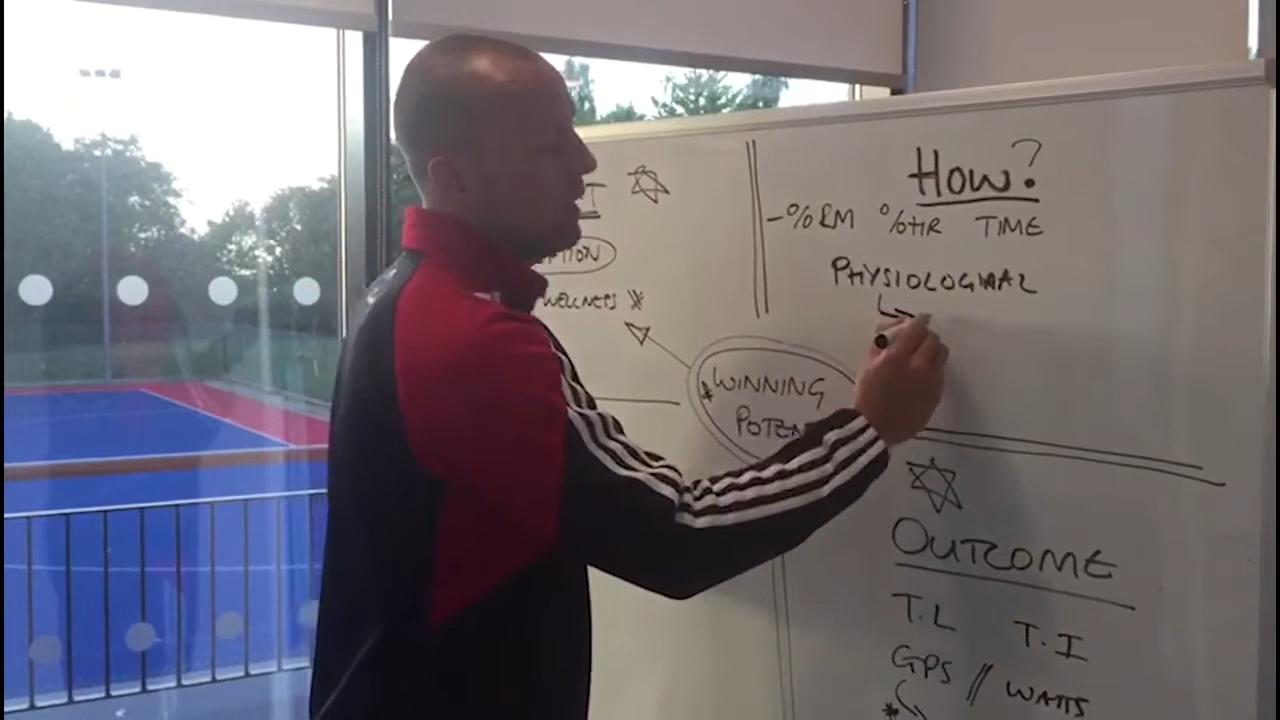 How?
-%RM %HR TIME
PHYSIOLOGICAL
WELLNESS
*WINNING
OUTCOME
T.L T.I
GPS // WATTS
*